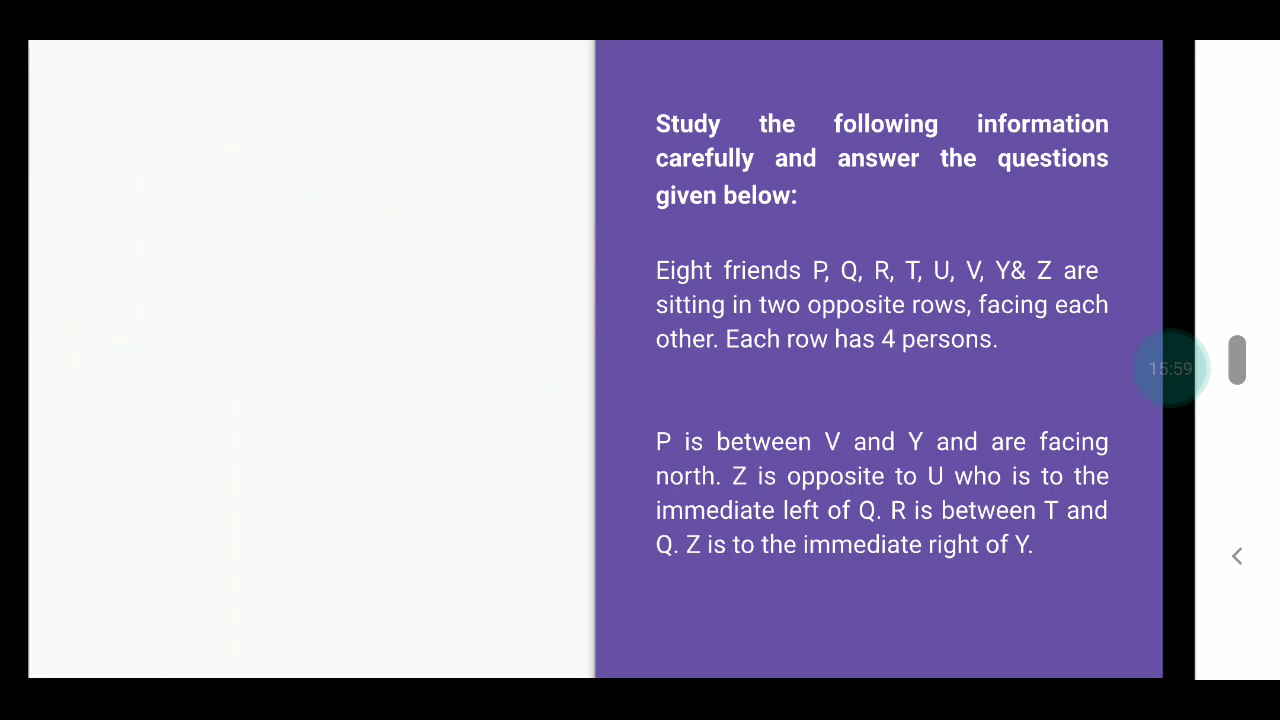 Study the following information
carefully and answer the questions
given below:
Eight friends P, Q, R, T, U, V, Y& Z are
sitting in two opposite rows, facing each
other. Each row has 4 persons.
15:59
P is between V and Y and are facing
north. Z is opposite to U who is to the
immediate left of Q. R is between T and
Q. Z is to the immediate right of Y.